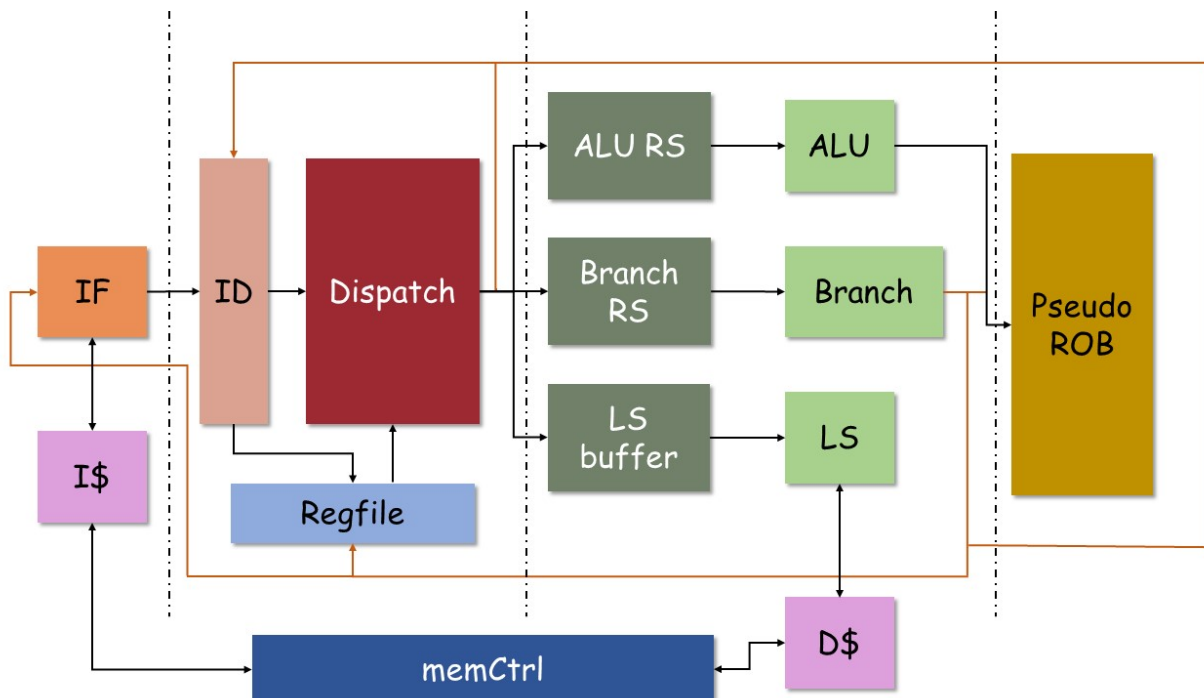 ALU RS
ALU
IF
ID
Dispatch
Branch
RS
Branch
Pseudo
ROB
I$
LS
buffer
LS
Regfile
D$
memCtrl